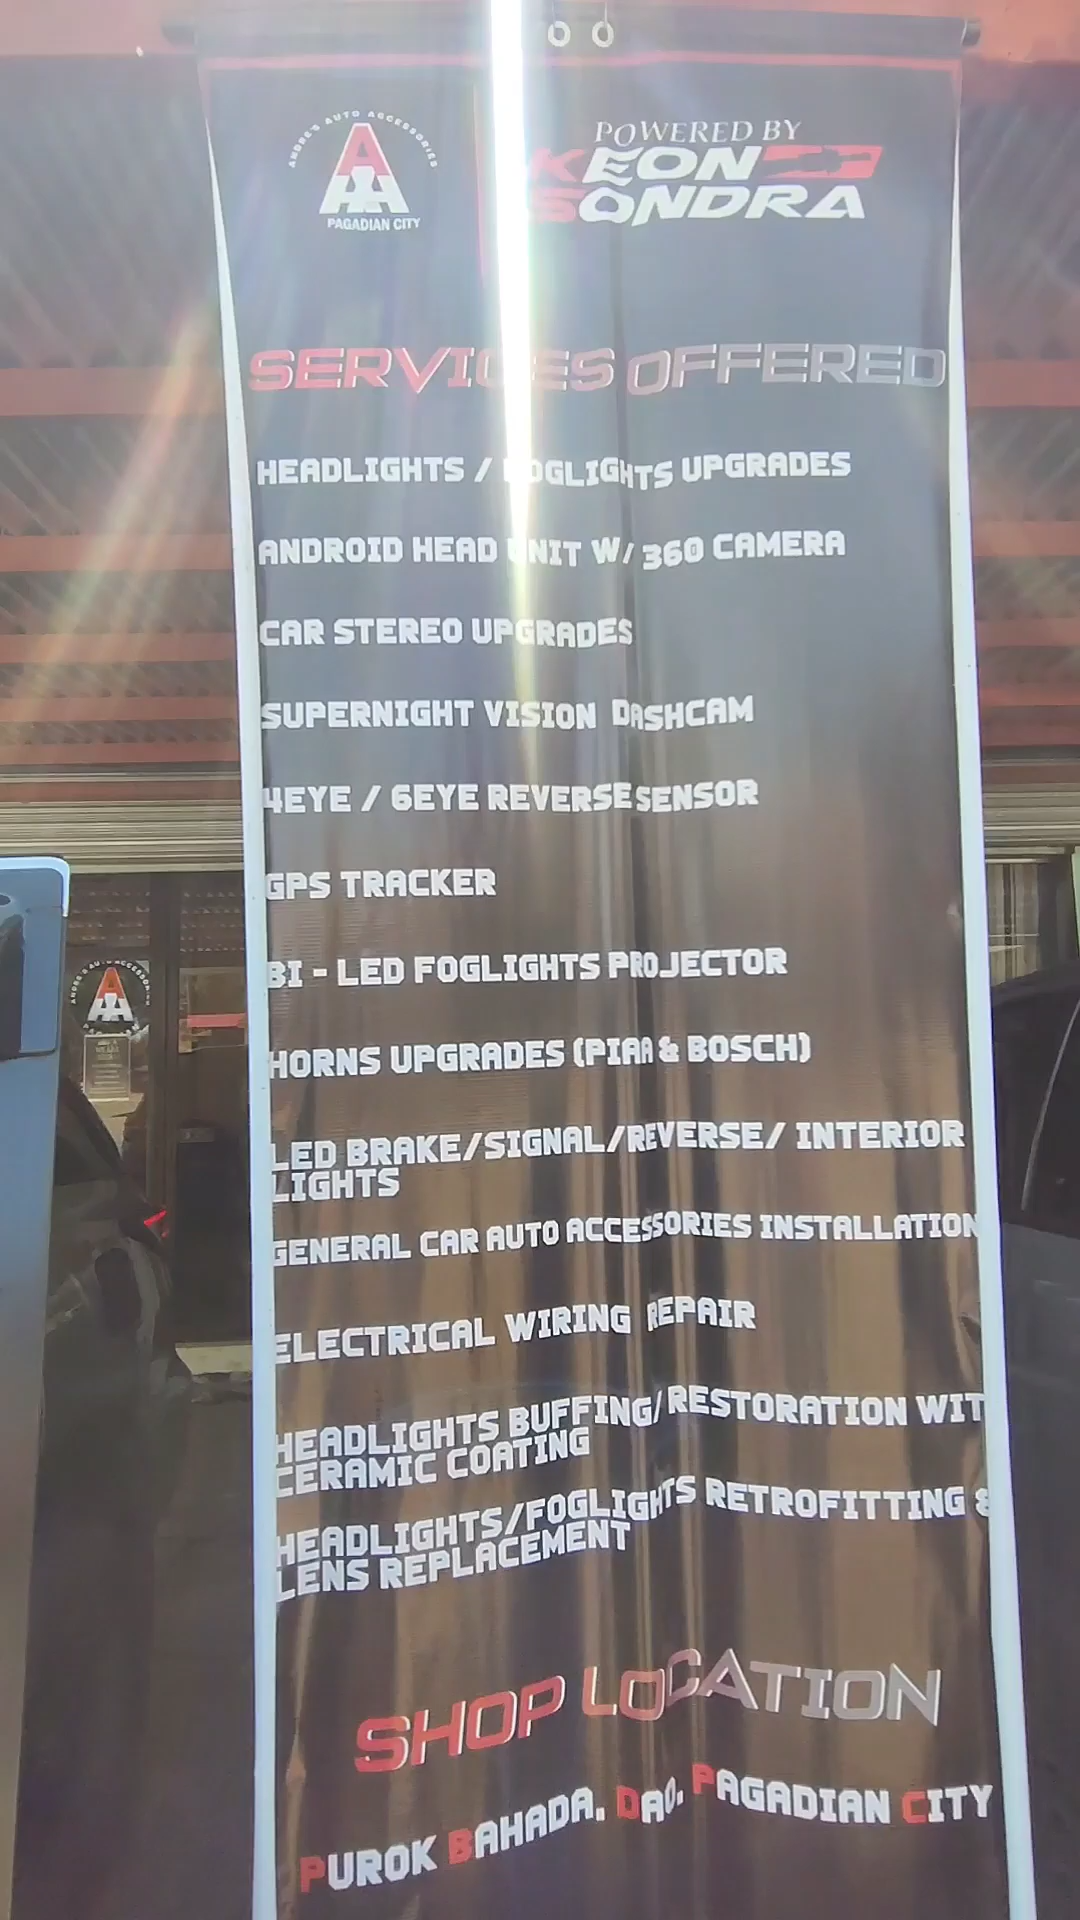 ANDRE'S AUTO ACCESSORIES
PAGADIAN CITY
POWERED BY
KEON
SONDRA
SERVICES OFFERED
HEADLIGHTS / FOGLIGHTS UPGRADES
ANDROID HEAD UNIT W/ 360 CAMERA
CAR STEREO UPGRADES
SUPERNIGHT VISION DASHCAM
4EYE / 6EYE REVERSE SENSOR
GPS TRACKER
BI - LED FOGLIGHTS PROJECTOR
HORNS UPGRADES (PIAA & BOSCH)
LED BRAKE/SIGNAL/REVERSE/ INTERIOR
LIGHTS
GENERAL CAR AUTO ACCESSORIES INSTALLATION
ELECTRICAL WIRING REPAIR
HEADLIGHTS BUFFING/ RESTORATION WIT
CERAMIC COATING
HEADLIGHTS/FOGLIGHTS RETROFITTING &
LENS REPLACEMENT
SHOP LOCATION
PUROK BAHADA, DAO, PAGADIAN CITY